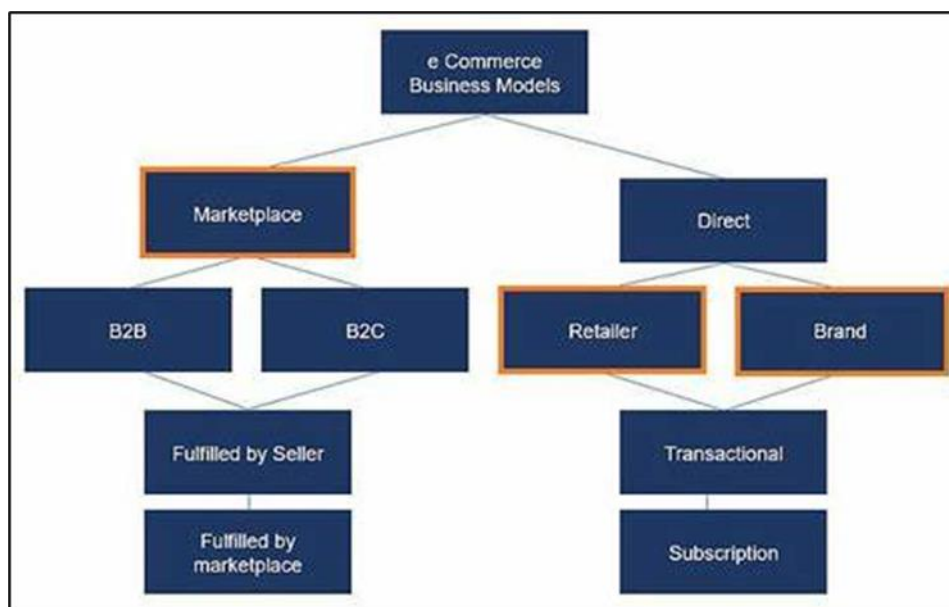 e Commerce
Business Models
Marketplace
Direct
B2B
B2C
Retailer
Brand
Fulfilled by Seller
Transactional
Fulfilled by
marketplace
Subscription